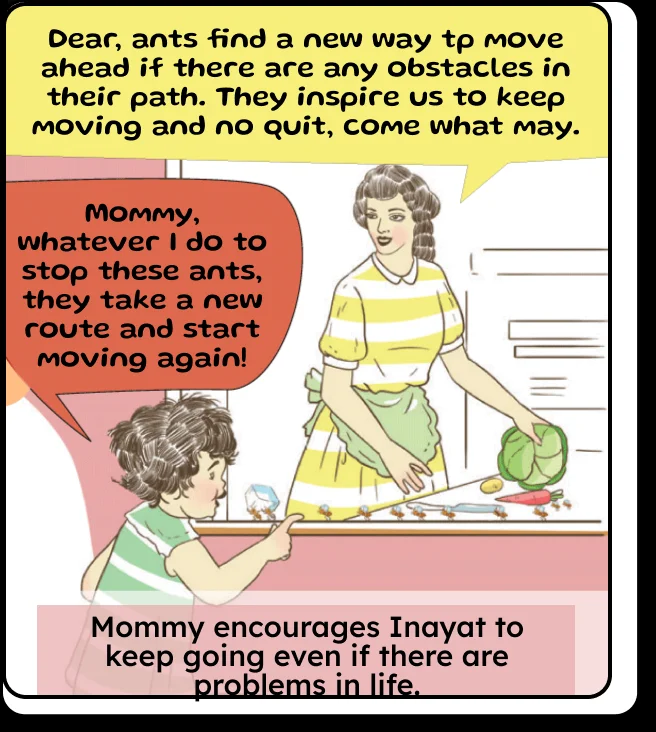 Dear, ants find a new way tp move
ahead if there are any obstacles in
their path. They inspire us to keep
moving and no quit, come what may.
Mommy,
whatever I do to
stop these ants,
they take a new
route and start
moving again!
Mommy encourages Inayat to
keep going even if there are
problems in life.